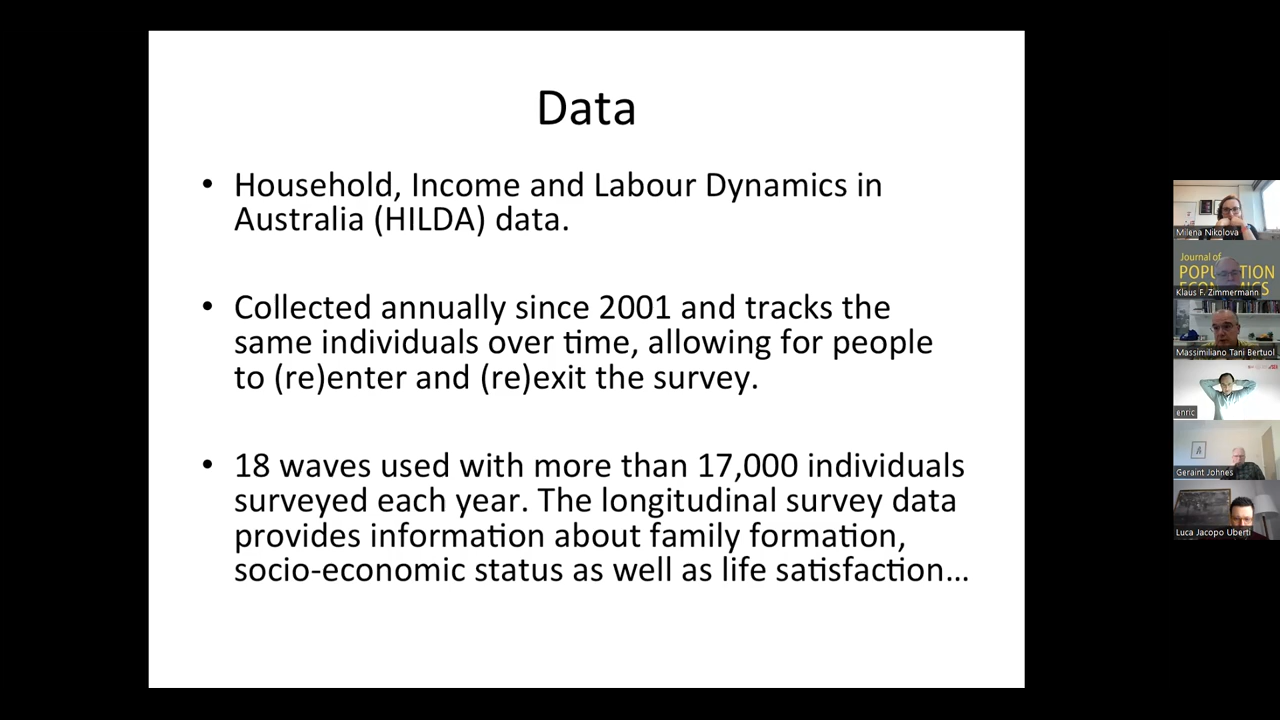 Data
• Household, Income and Labour Dynamics in
Australia (HILDA) data.
• Collected annually since 2001 and tracks the
same individuals over time, allowing for people
to (re)enter and (re)exit the survey.
• 18 waves used with more than 17,000 individuals
surveyed each year. The longitudinal survey data
provides information about family formation,
socio-economic status as well as life satisfaction…
Milena Nikolova
Journal of
Klaus F. Zimmermann
Massimiliano Tani Bertuol
enric
Geraint Johnes
Luca Jacopo Uberti